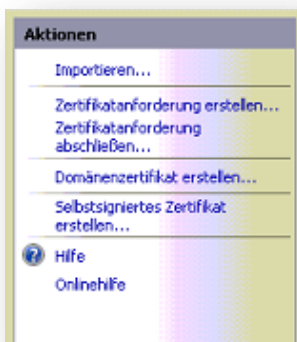 Aktionen
Importieren...
Zertifikatanforderung erstellen...
Zertifikatanforderung
abschließen...
Domänenzertifikat erstellen...
Selbstsigniertes Zertifikat
erstellen...
Hilfe
Onlinehilfe